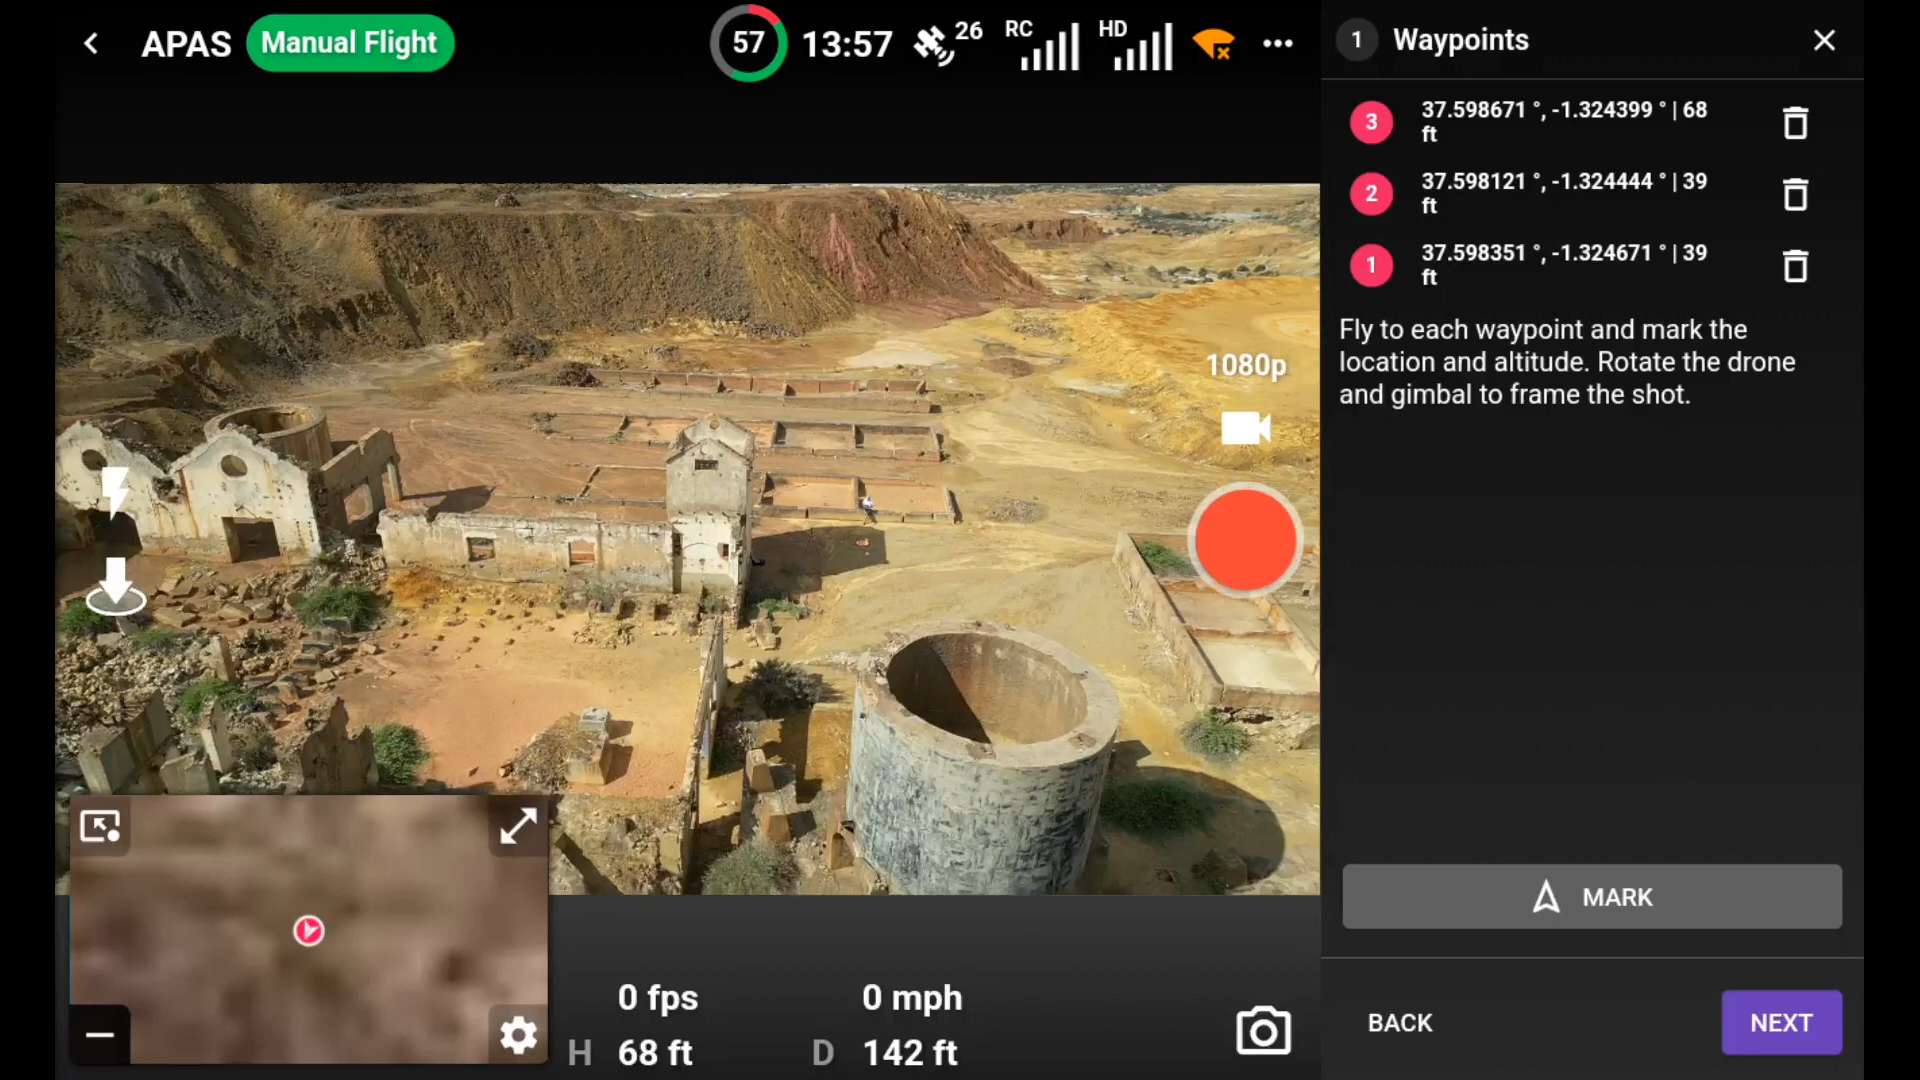 APAS Manual Flight 57 13:57 26 RC HD
1 Waypoints
3 37.598671 °, -1.324399 ° | 68
ft
2 37.598121 °, -1.324444 ° | 39
ft
1 37.598351 °, -1.324671 ° | 39
ft
Fly to each waypoint and mark the
location and altitude. Rotate the drone
and gimbal to frame the shot.
1080p
MARK
0 fps 0 mph
H 68 ft D 142 ft
BACK NEXT